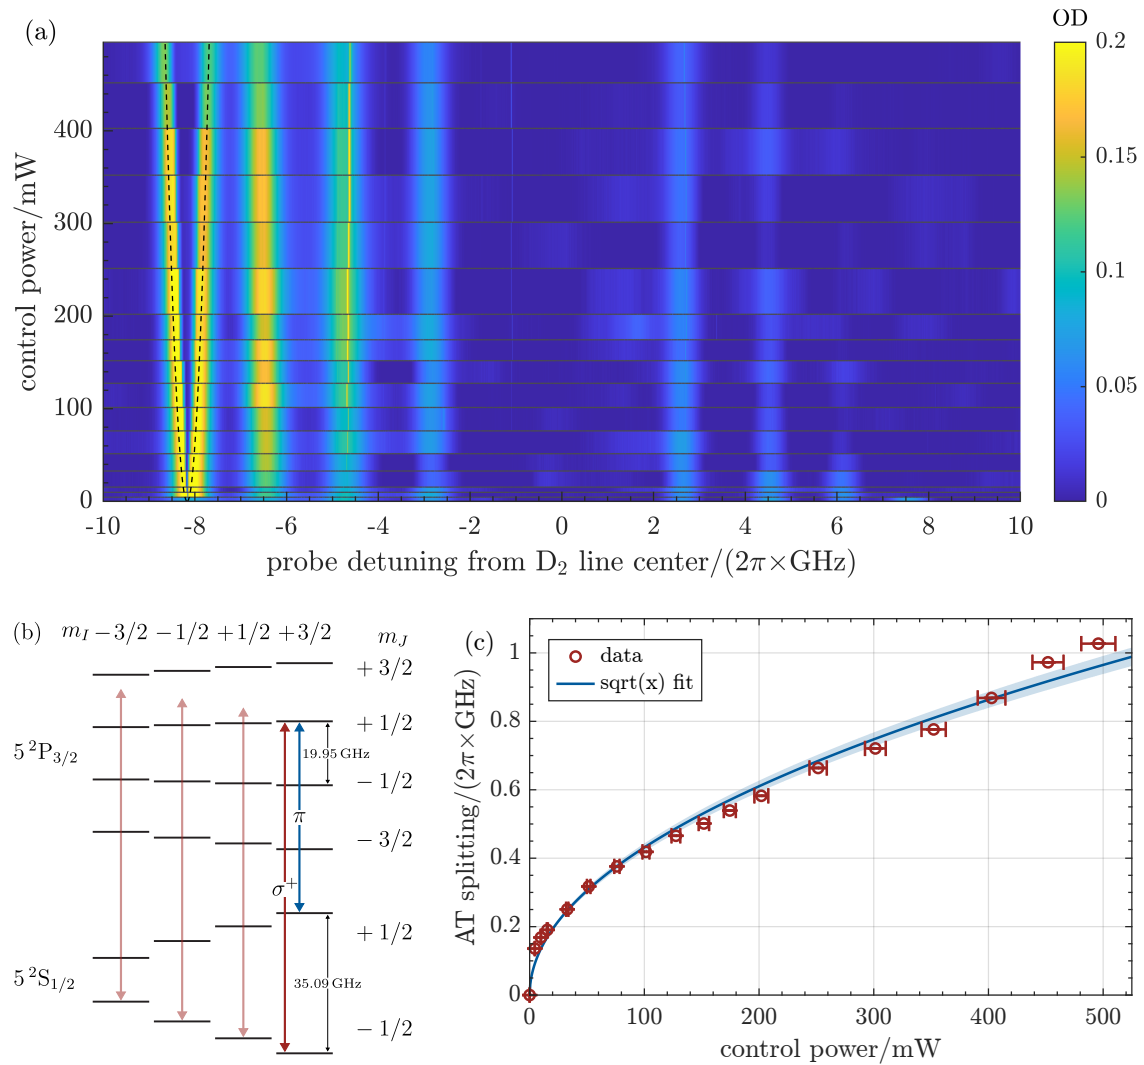 (a)
OD
control power/mW
400
300
200
100
0
-10 -8 -6 -4 -2 0 2 4 6 8 10
probe detuning from D₂ line center/(2π×GHz)
0.2
0.15
0.1
0.05
0
(b) m_I −3/2 −1/2 +1/2 +3/2 m_J
+3/2
+1/2
5 ²P₃/₂
19.95 GHz
−1/2
π
−3/2
σ⁺
+1/2
5 ²S₁/₂
35.09 GHz
−1/2
(c)
data
sqrt(x) fit
AT splitting/(2π×GHz)
1
0.8
0.6
0.4
0.2
0
0 100 200 300 400 500
control power/mW